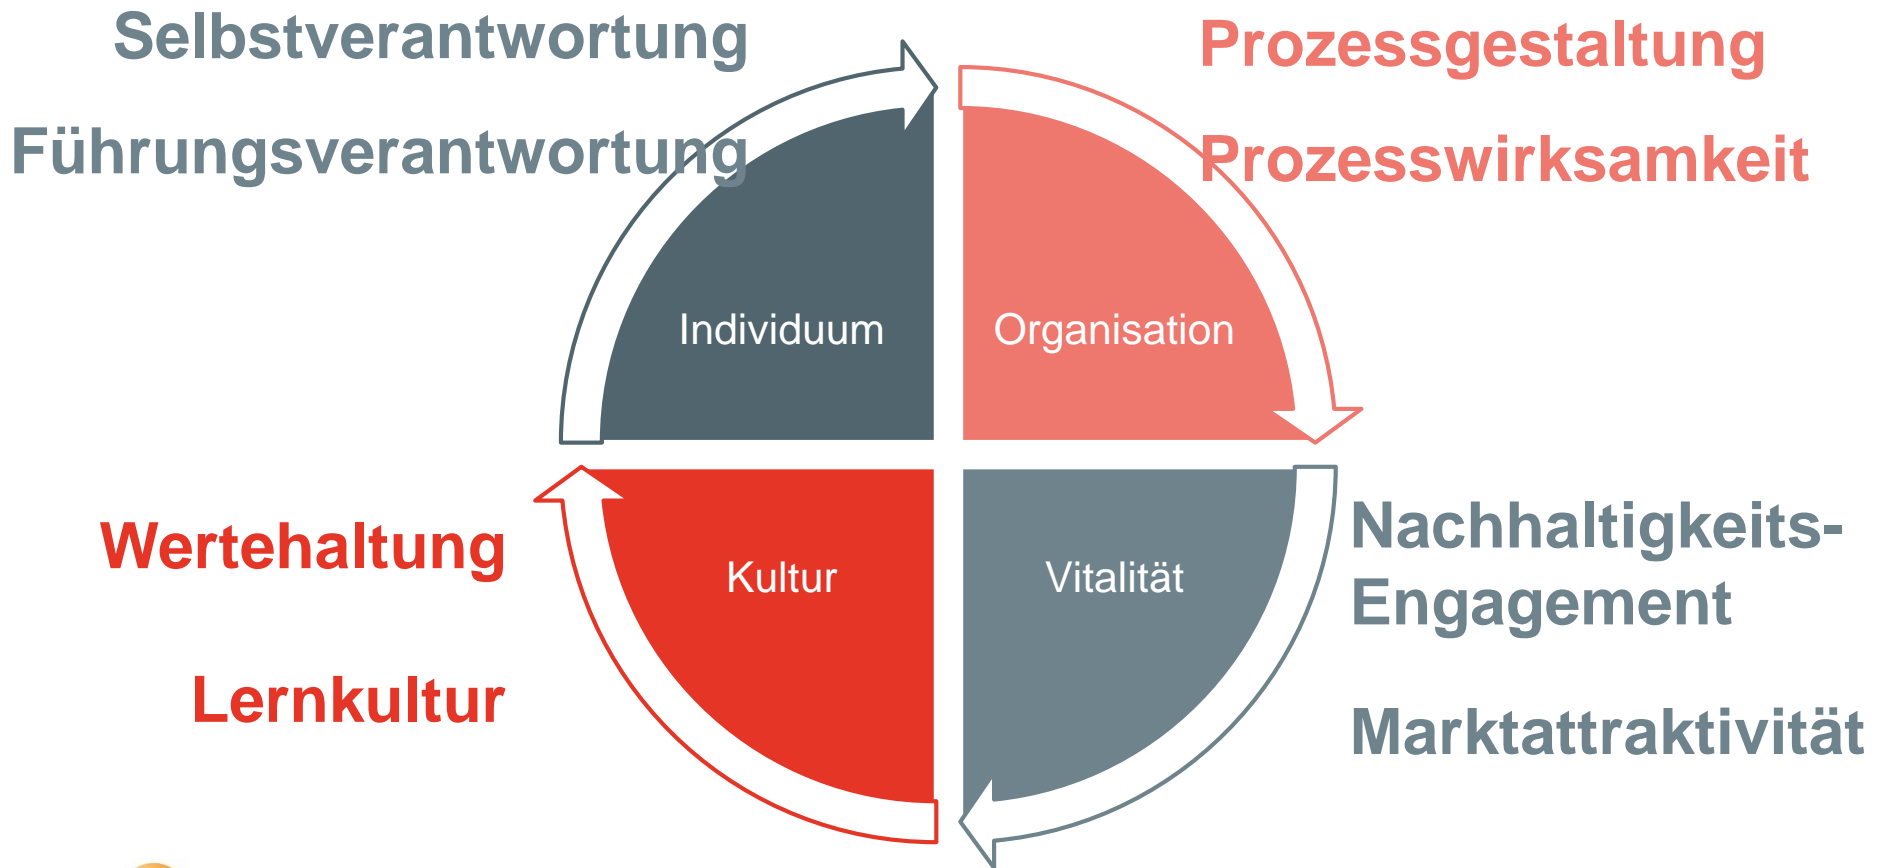 Selbstverantwortung
Führungsverantwortung
Prozessgestaltung
Prozesswirksamkeit
Individuum
Organisation
Wertehaltung
Lernkultur
Kultur
Vitalität
Nachhaltigkeits-
Engagement
Marktattraktivität